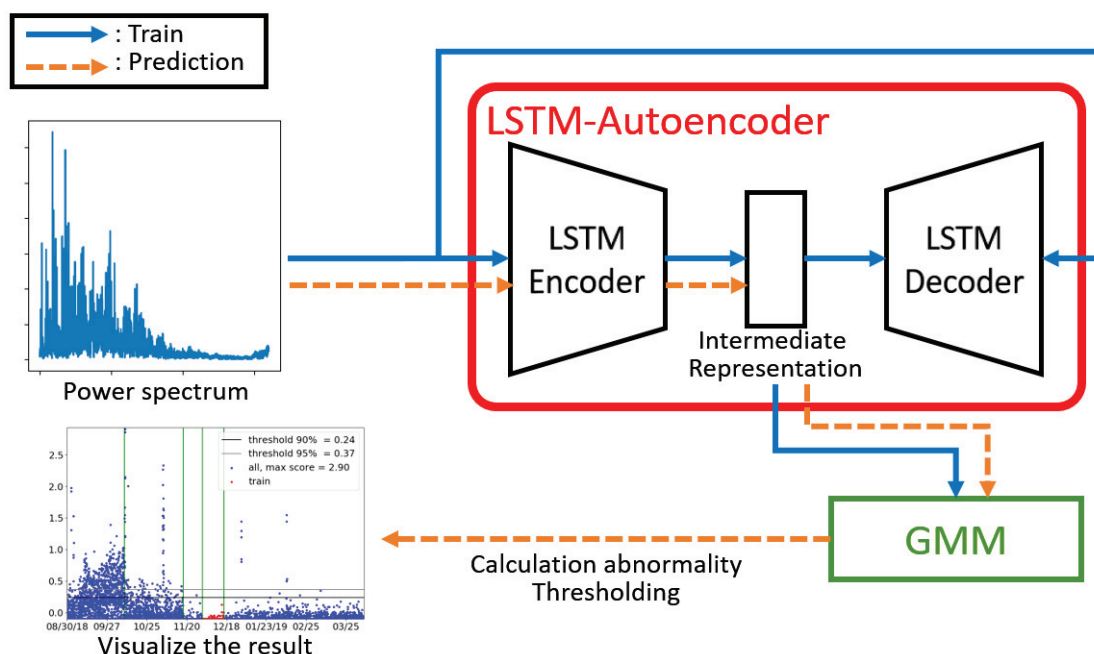 : Train
: Prediction
LSTM-Autoencoder
LSTM
Encoder
LSTM
Decoder
Intermediate
Representation
Power spectrum
threshold 90% = 0.24
threshold 95% = 0.37
all, max score = 2.90
train
2.5
2.0
1.5
1.0
0.5
0.0
08/30/18 09/27 10/25 11/20 12/18 01/23/19 02/25 03/25
Visualize the result
GMM
Calculation abnormality
Thresholding